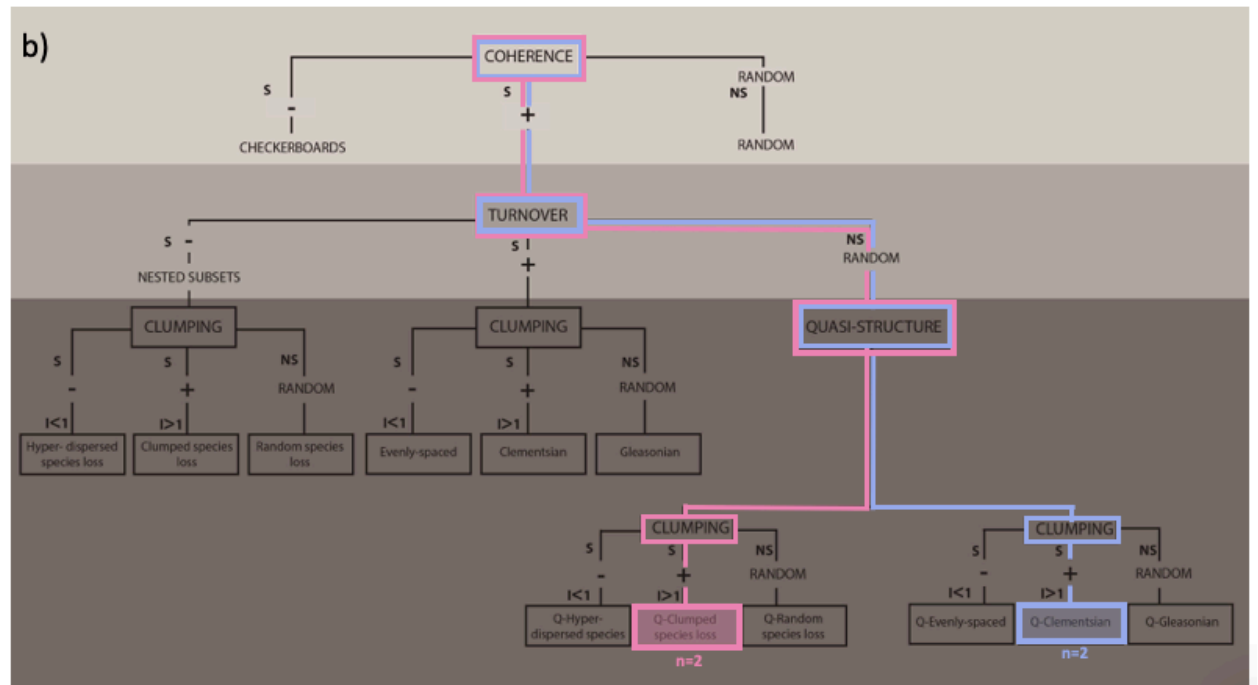 b)
COHERENCE
S
-
CHECKERBOARDS
S
+
RANDOM
NS
RANDOM
TURNOVER
S -
NESTED SUBSETS
S
+
NS
RANDOM
CLUMPING
S
-
I<1
Hyper- dispersed
species loss
S
+
I>1
Clumped species
loss
NS
RANDOM
Random species
loss
CLUMPING
S
-
I<1
Evenly-spaced
S
+
I>1
Clementsian
NS
RANDOM
Gleasonian
QUASI-STRUCTURE
CLUMPING
S
-
I<1
Q-Hyper-
dispersed species
S
+
I>1
Q-Clumped
species loss
n=2
NS
RANDOM
Q-Random
species loss
CLUMPING
S
-
I<1
Q-Evenly-spaced
S
+
I>1
Q-Clementsian
n=2
NS
RANDOM
Q-Gleasonian